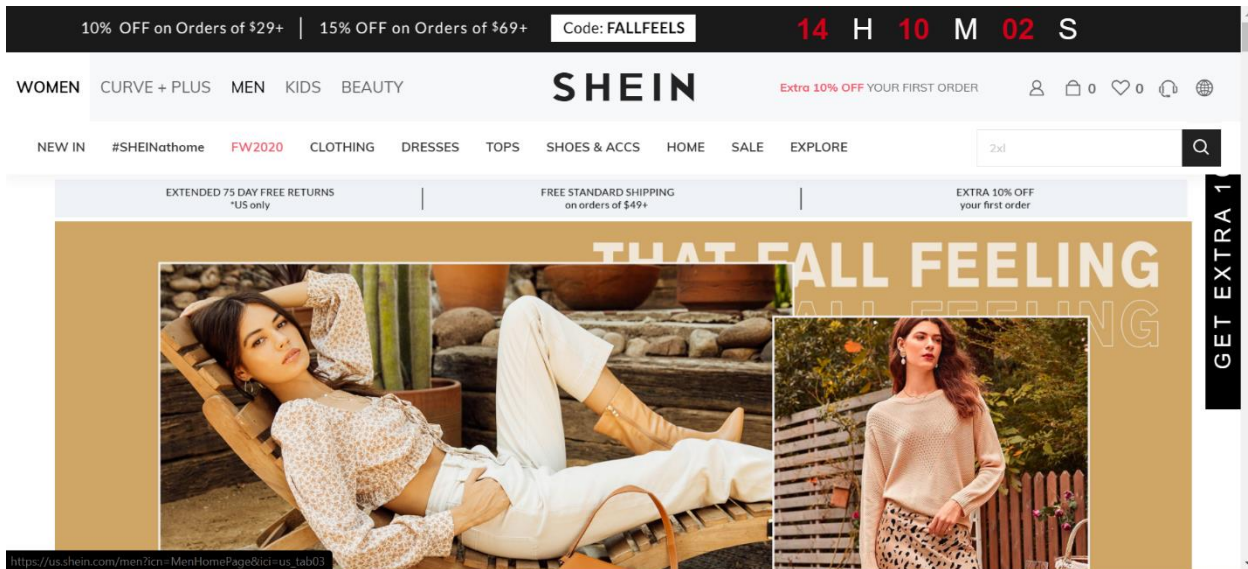 10% OFF on Orders of $29+ | 15% OFF on Orders of $69+ Code: FALLFEELS 14 H 10 M 02 S
WOMEN CURVE + PLUS MEN KIDS BEAUTY SHEIN Extra 10% OFF YOUR FIRST ORDER 0 0
NEW IN #SHEINathome FW2020 CLOTHING DRESSES TOPS SHOES & ACCS HOME SALE EXPLORE 2xl
EXTENDED 75 DAY FREE RETURNS | FREE STANDARD SHIPPING | EXTRA 10% OFF
*US only on orders of $49+ your first order
THAT FALL FEELING
FALL FEELING
GET EXTRA
https://us.shein.com/men?icn=MenHomePage&ici=us_tab03